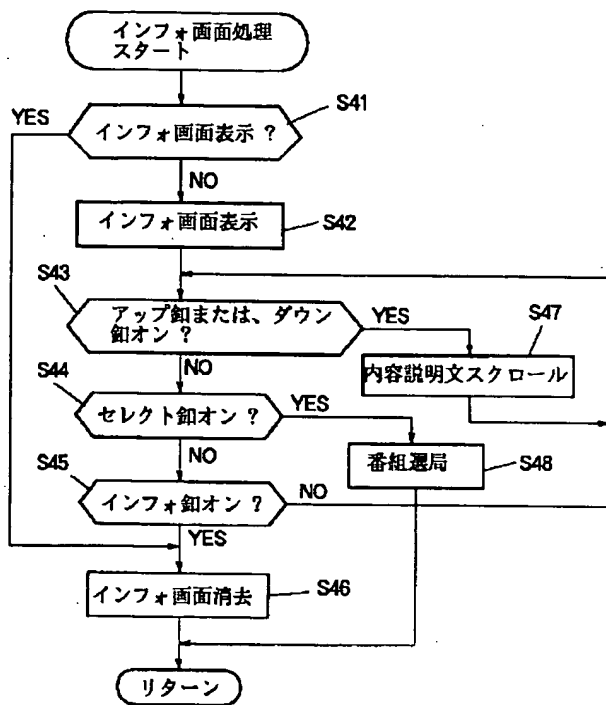 インフォ画面処理
スタート
S41
YES
インフォ画面表示 ?
NO
インフォ画面表示
S42
S43
アップ釦または、ダウン
釦オン ?
YES
S47
内容説明文スクロール
NO
S44
セレクト釦オン ?
YES
番組選局
S48
NO
S45
インフォ釦オン ?
NO
YES
インフォ画面消去
S46
リターン